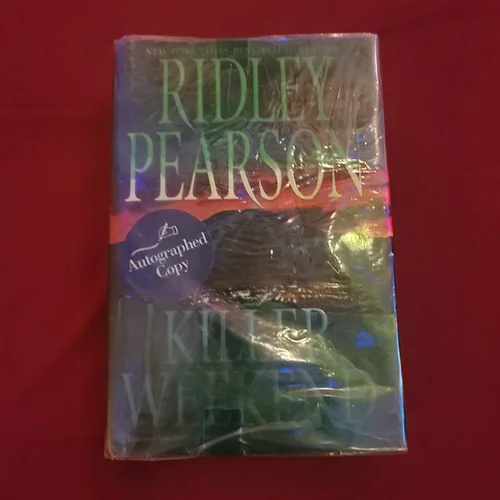 NEW YORK TIMES BESTSELLING AUTHOR
RIDLEY
PEARSON
Autographed
Copy
KILLER
WEEKEND